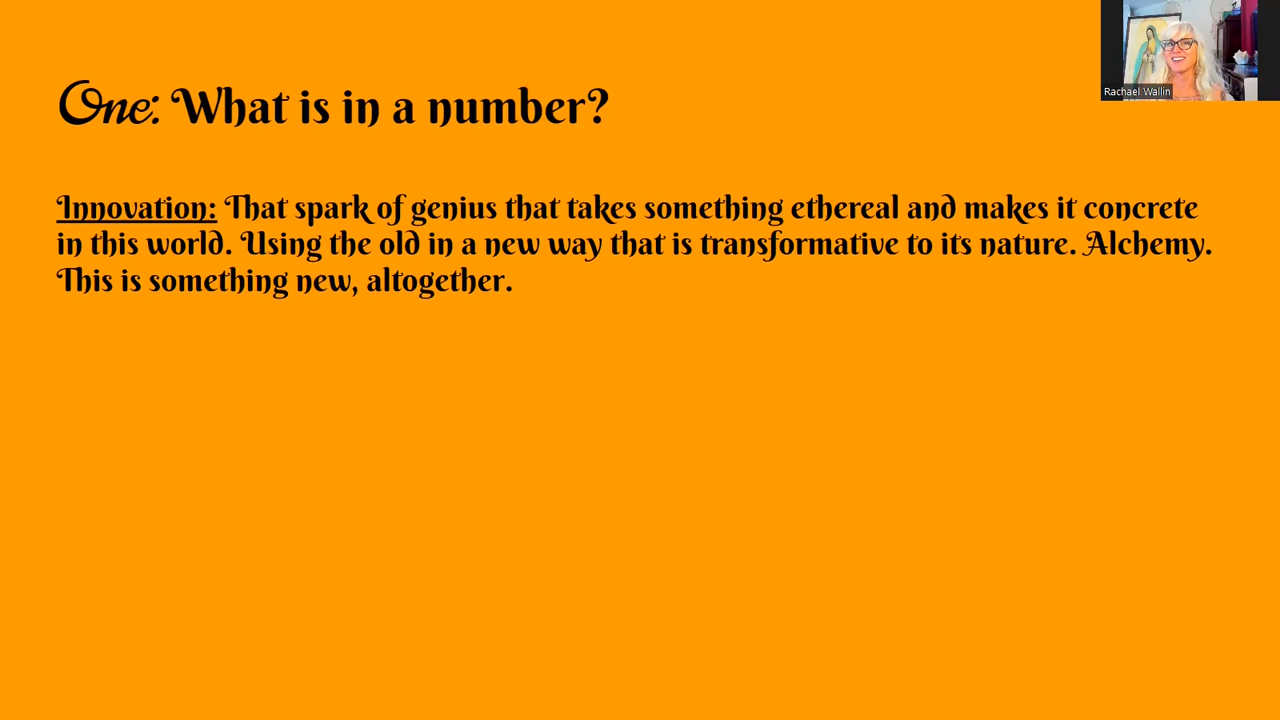 One: What is in a number?
Innovation: That spark of genius that takes something ethereal and makes it concrete
in this world. Using the old in a new way that is transformative to its nature. Alchemy.
This is something new, altogether.
Rachael Wallin